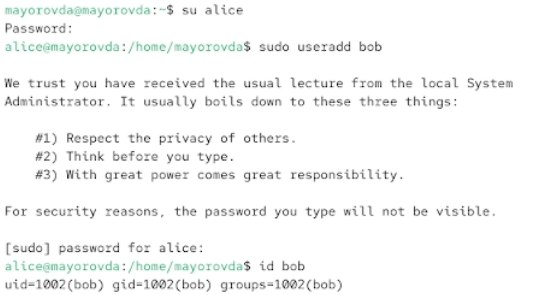 mayorovda@mayorovda:~$ su alice
Password:
alice@mayorovda:/home/mayorovda$ sudo useradd bob
We trust you have received the usual lecture from the local System
Administrator. It usually boils down to these three things:
#1) Respect the privacy of others.
#2) Think before you type.
#3) With great power comes great responsibility.
For security reasons, the password you type will not be visible.
[sudo] password for alice:
alice@mayorovda:/home/mayorovda$ id bob
uid=1002(bob) gid=1002(bob) groups=1002(bob)